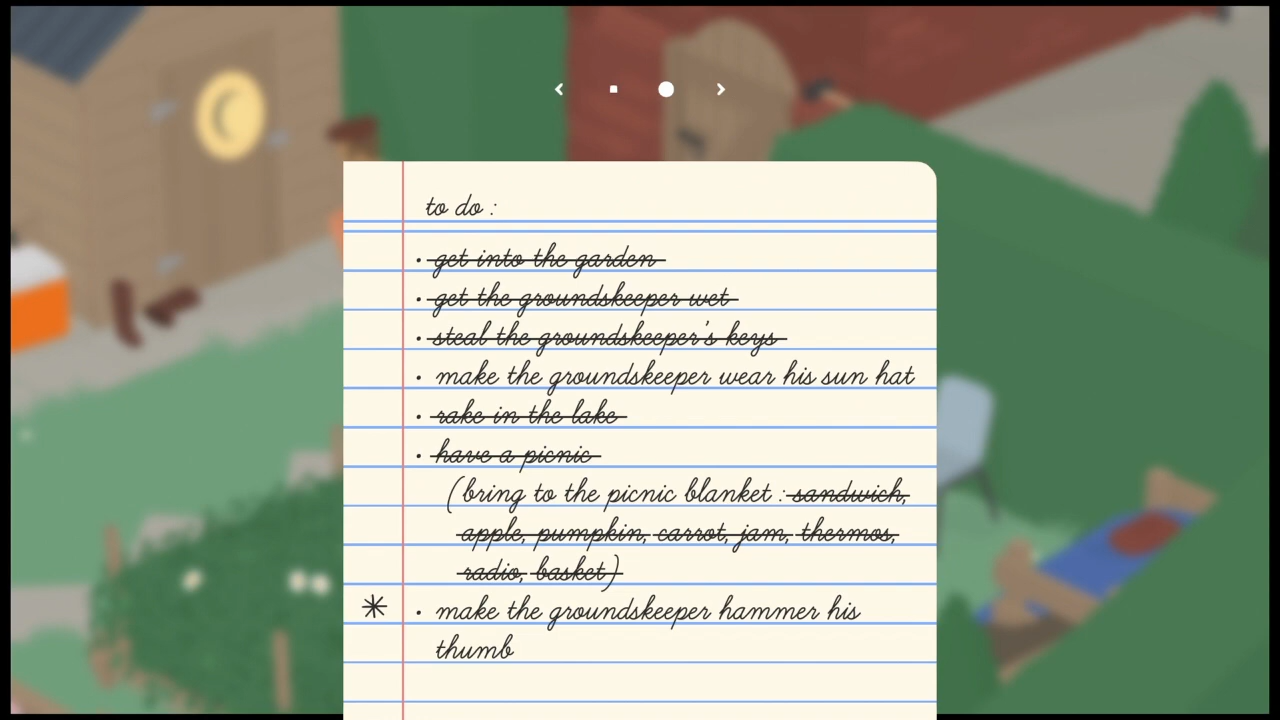 to do :
• get into the garden
• get the groundskeeper wet
• steal the groundskeeper's keys
• make the groundskeeper wear his sun hat
• rake in the lake
• have a picnic
(bring to the picnic blanket : sandwich,
apple, pumpkin, carrot, jam, thermos,
radio, basket)
* • make the groundskeeper hammer his
thumb